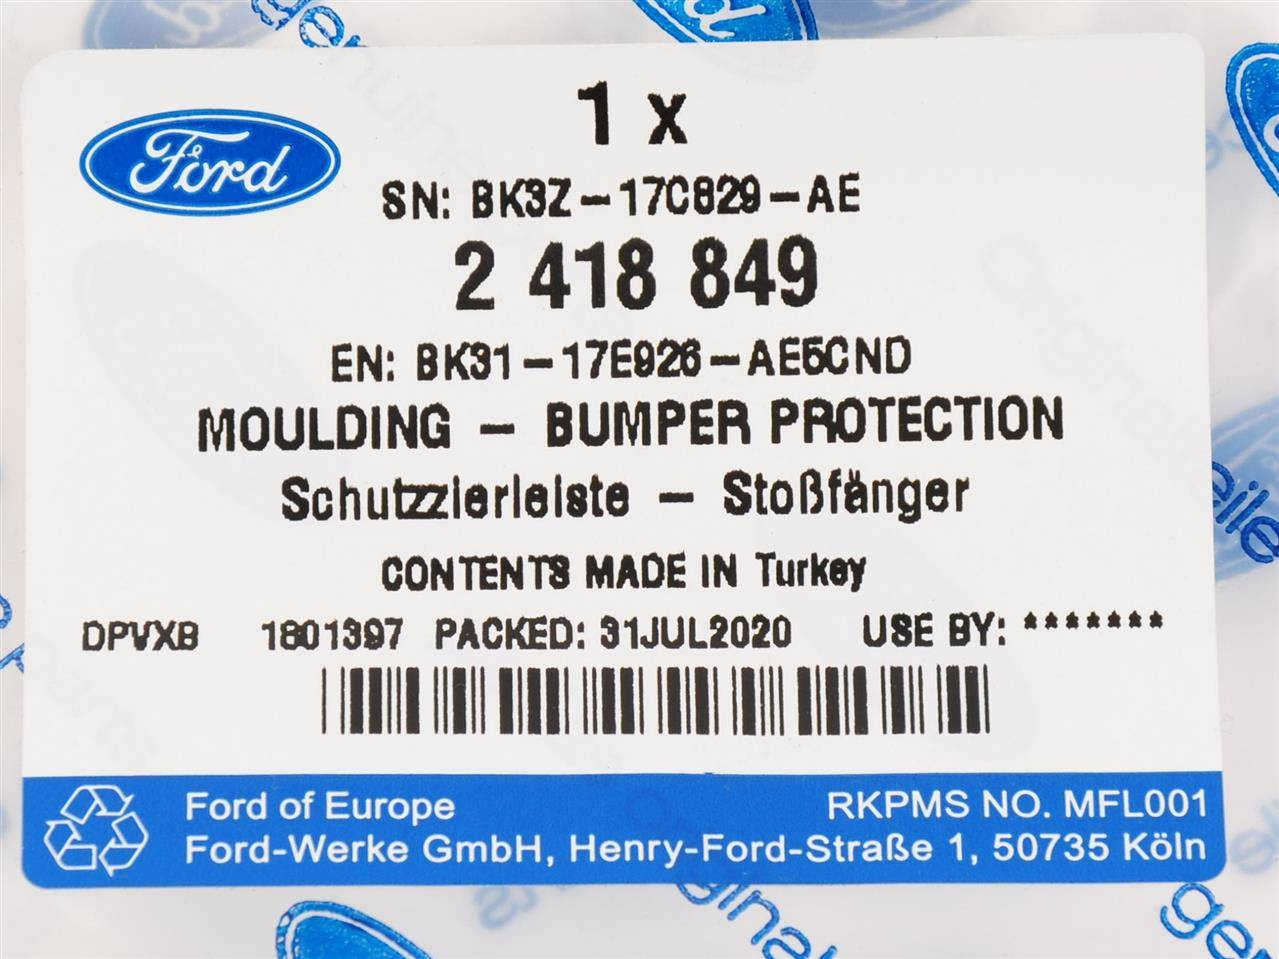 1 x
Ford
SN: BK3Z-17C829-AE
2 418 849
EN: BK31-17E926-AE5CND
MOULDING - BUMPER PROTECTION
Schutzzierleiste - Stoßfänger
CONTENTS MADE IN Turkey
DPVXB 1801397 PACKED: 31JUL2020 USE BY: *******
Ford of Europe
RKPMS NO. MFL001
Ford-Werke GmbH, Henry-Ford-Straße 1, 50735 Köln
original